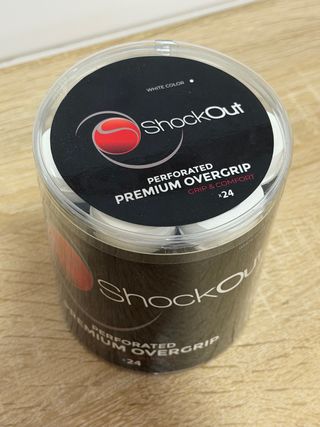 WHITE COLOR
ShockOut
PERFORATED
PREMIUM OVERGRIP
GRIP & COMFORT
x24
ShockOut
PERFORATED
PREMIUM OVERGRIP
x24